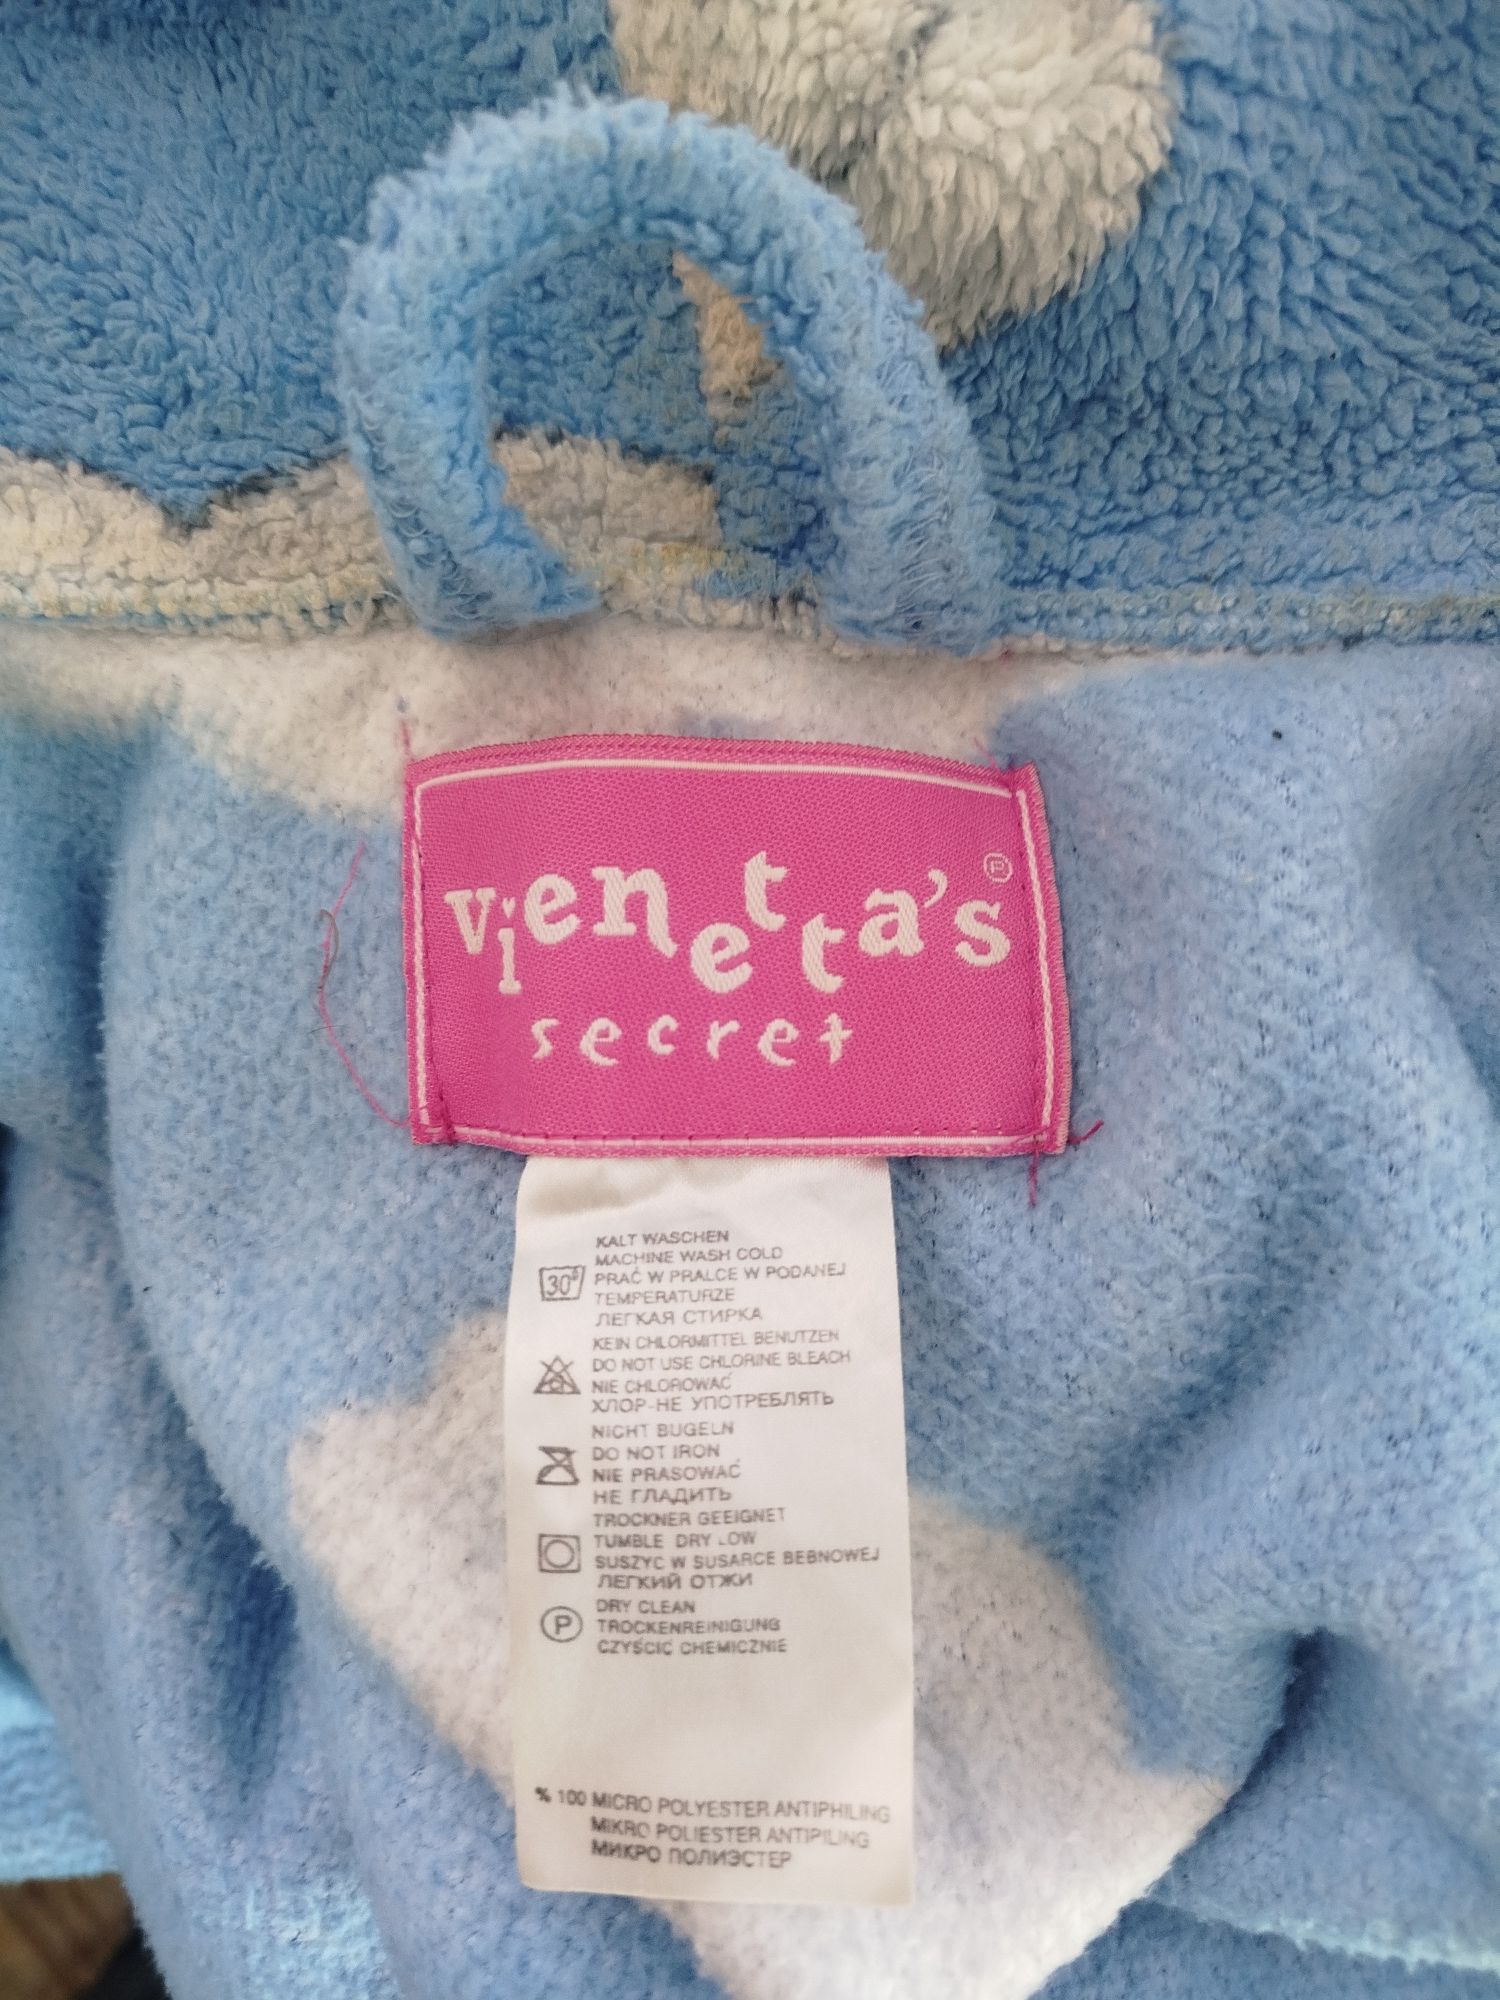 Vienetta's ®
secret
KALT WASCHEN
MACHINE WASH COLD
30° PRAĆ W PRALCE W PODANEJ
TEMPERATURZE
ЛЕГКАЯ СТИРКА
KEIN CHLORMITTEL BENUTZEN
DO NOT USE CHLORINE BLEACH
NIE CHLOROWAĆ
ХЛОР-НЕ УПОТРЕБЛЯТЬ
NICHT BUGELN
DO NOT IRON
NIE PRASOWAĆ
НЕ ГЛАДИТЬ
TROCKNER GEEIGNET
TUMBLE DRY LOW
SUSZYC W SUSARCE BEBNOWEJ
ЛЕГКИЙ ОТЖИ
DRY CLEAN
P TROCKENREINIGUNG
CZYŚCIC CHEMICZNIE
% 100 MICRO POLYESTER ANTIPHILING
MIKRO POLIESTER ANTIPILING
МИКРО ПОЛИЭСТЕР